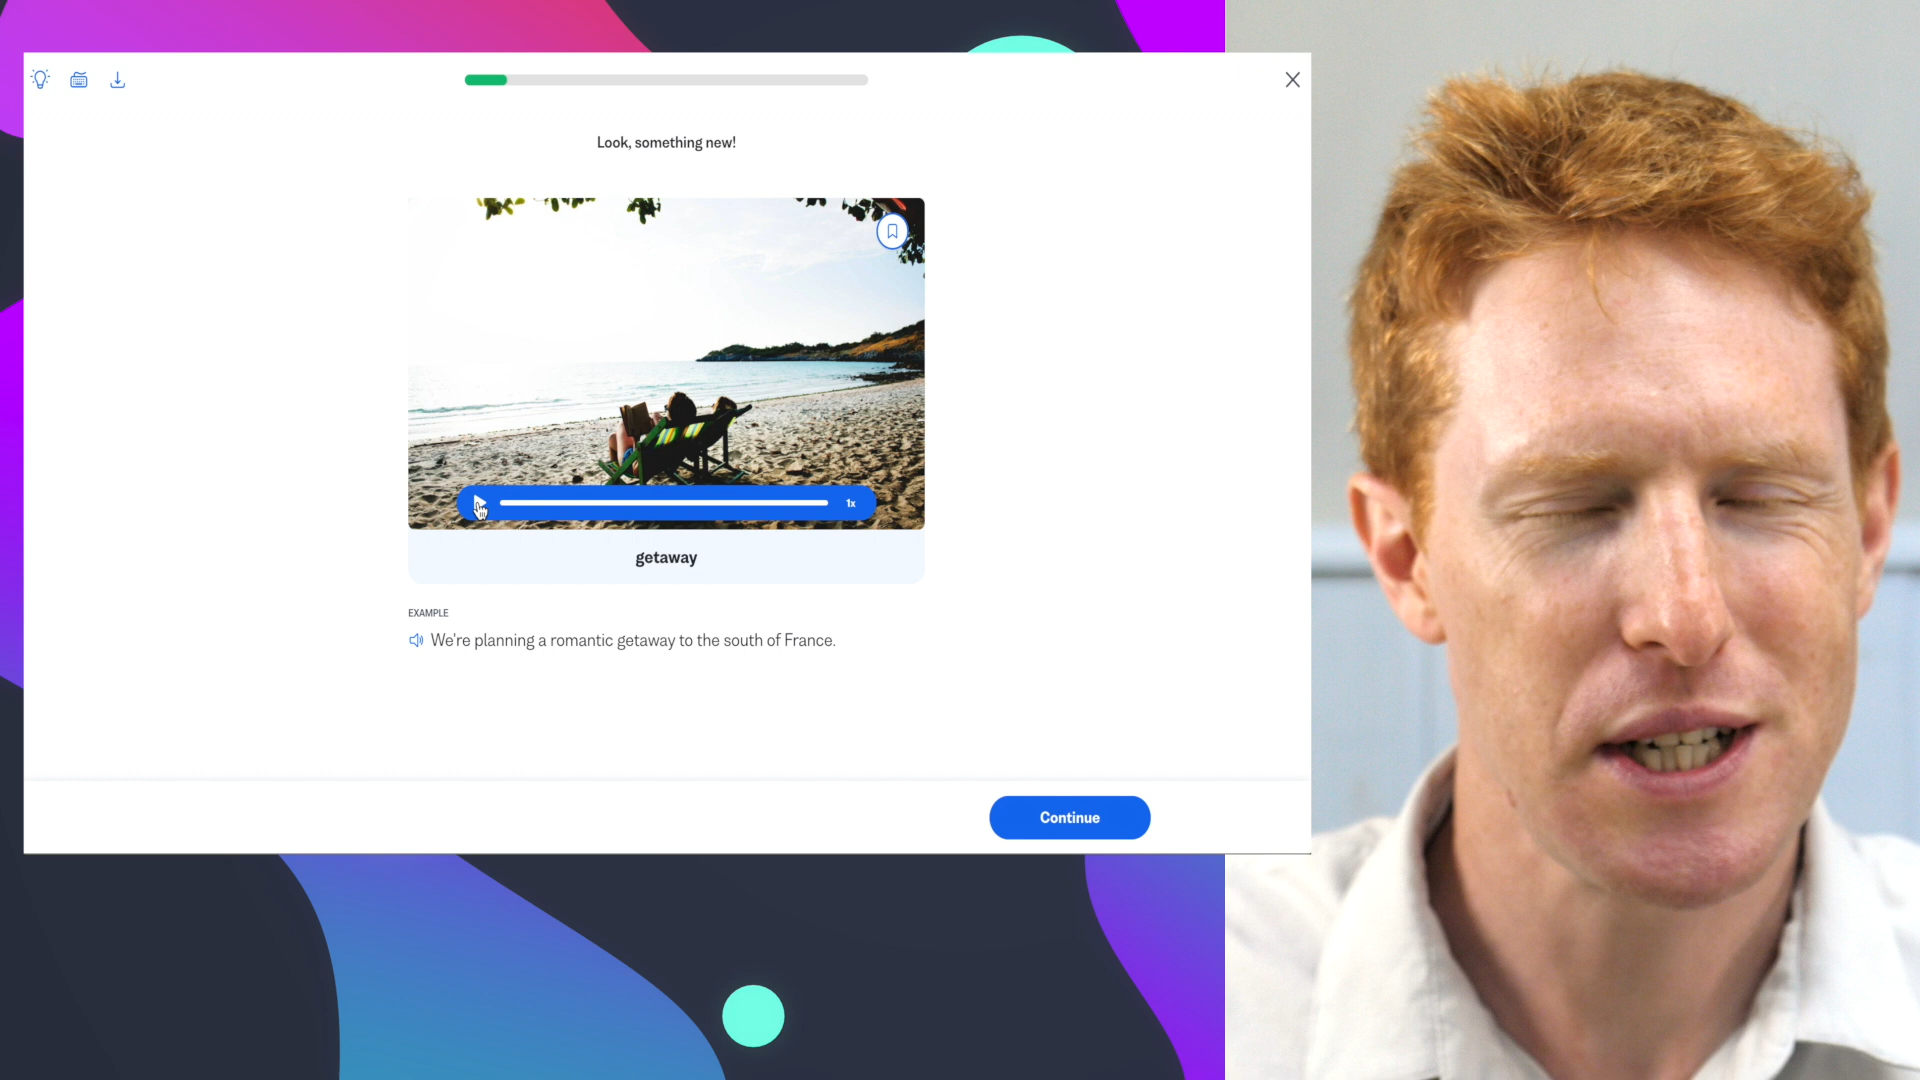 Look, something new!
1x
getaway
EXAMPLE
We're planning a romantic getaway to the south of France.
Continue